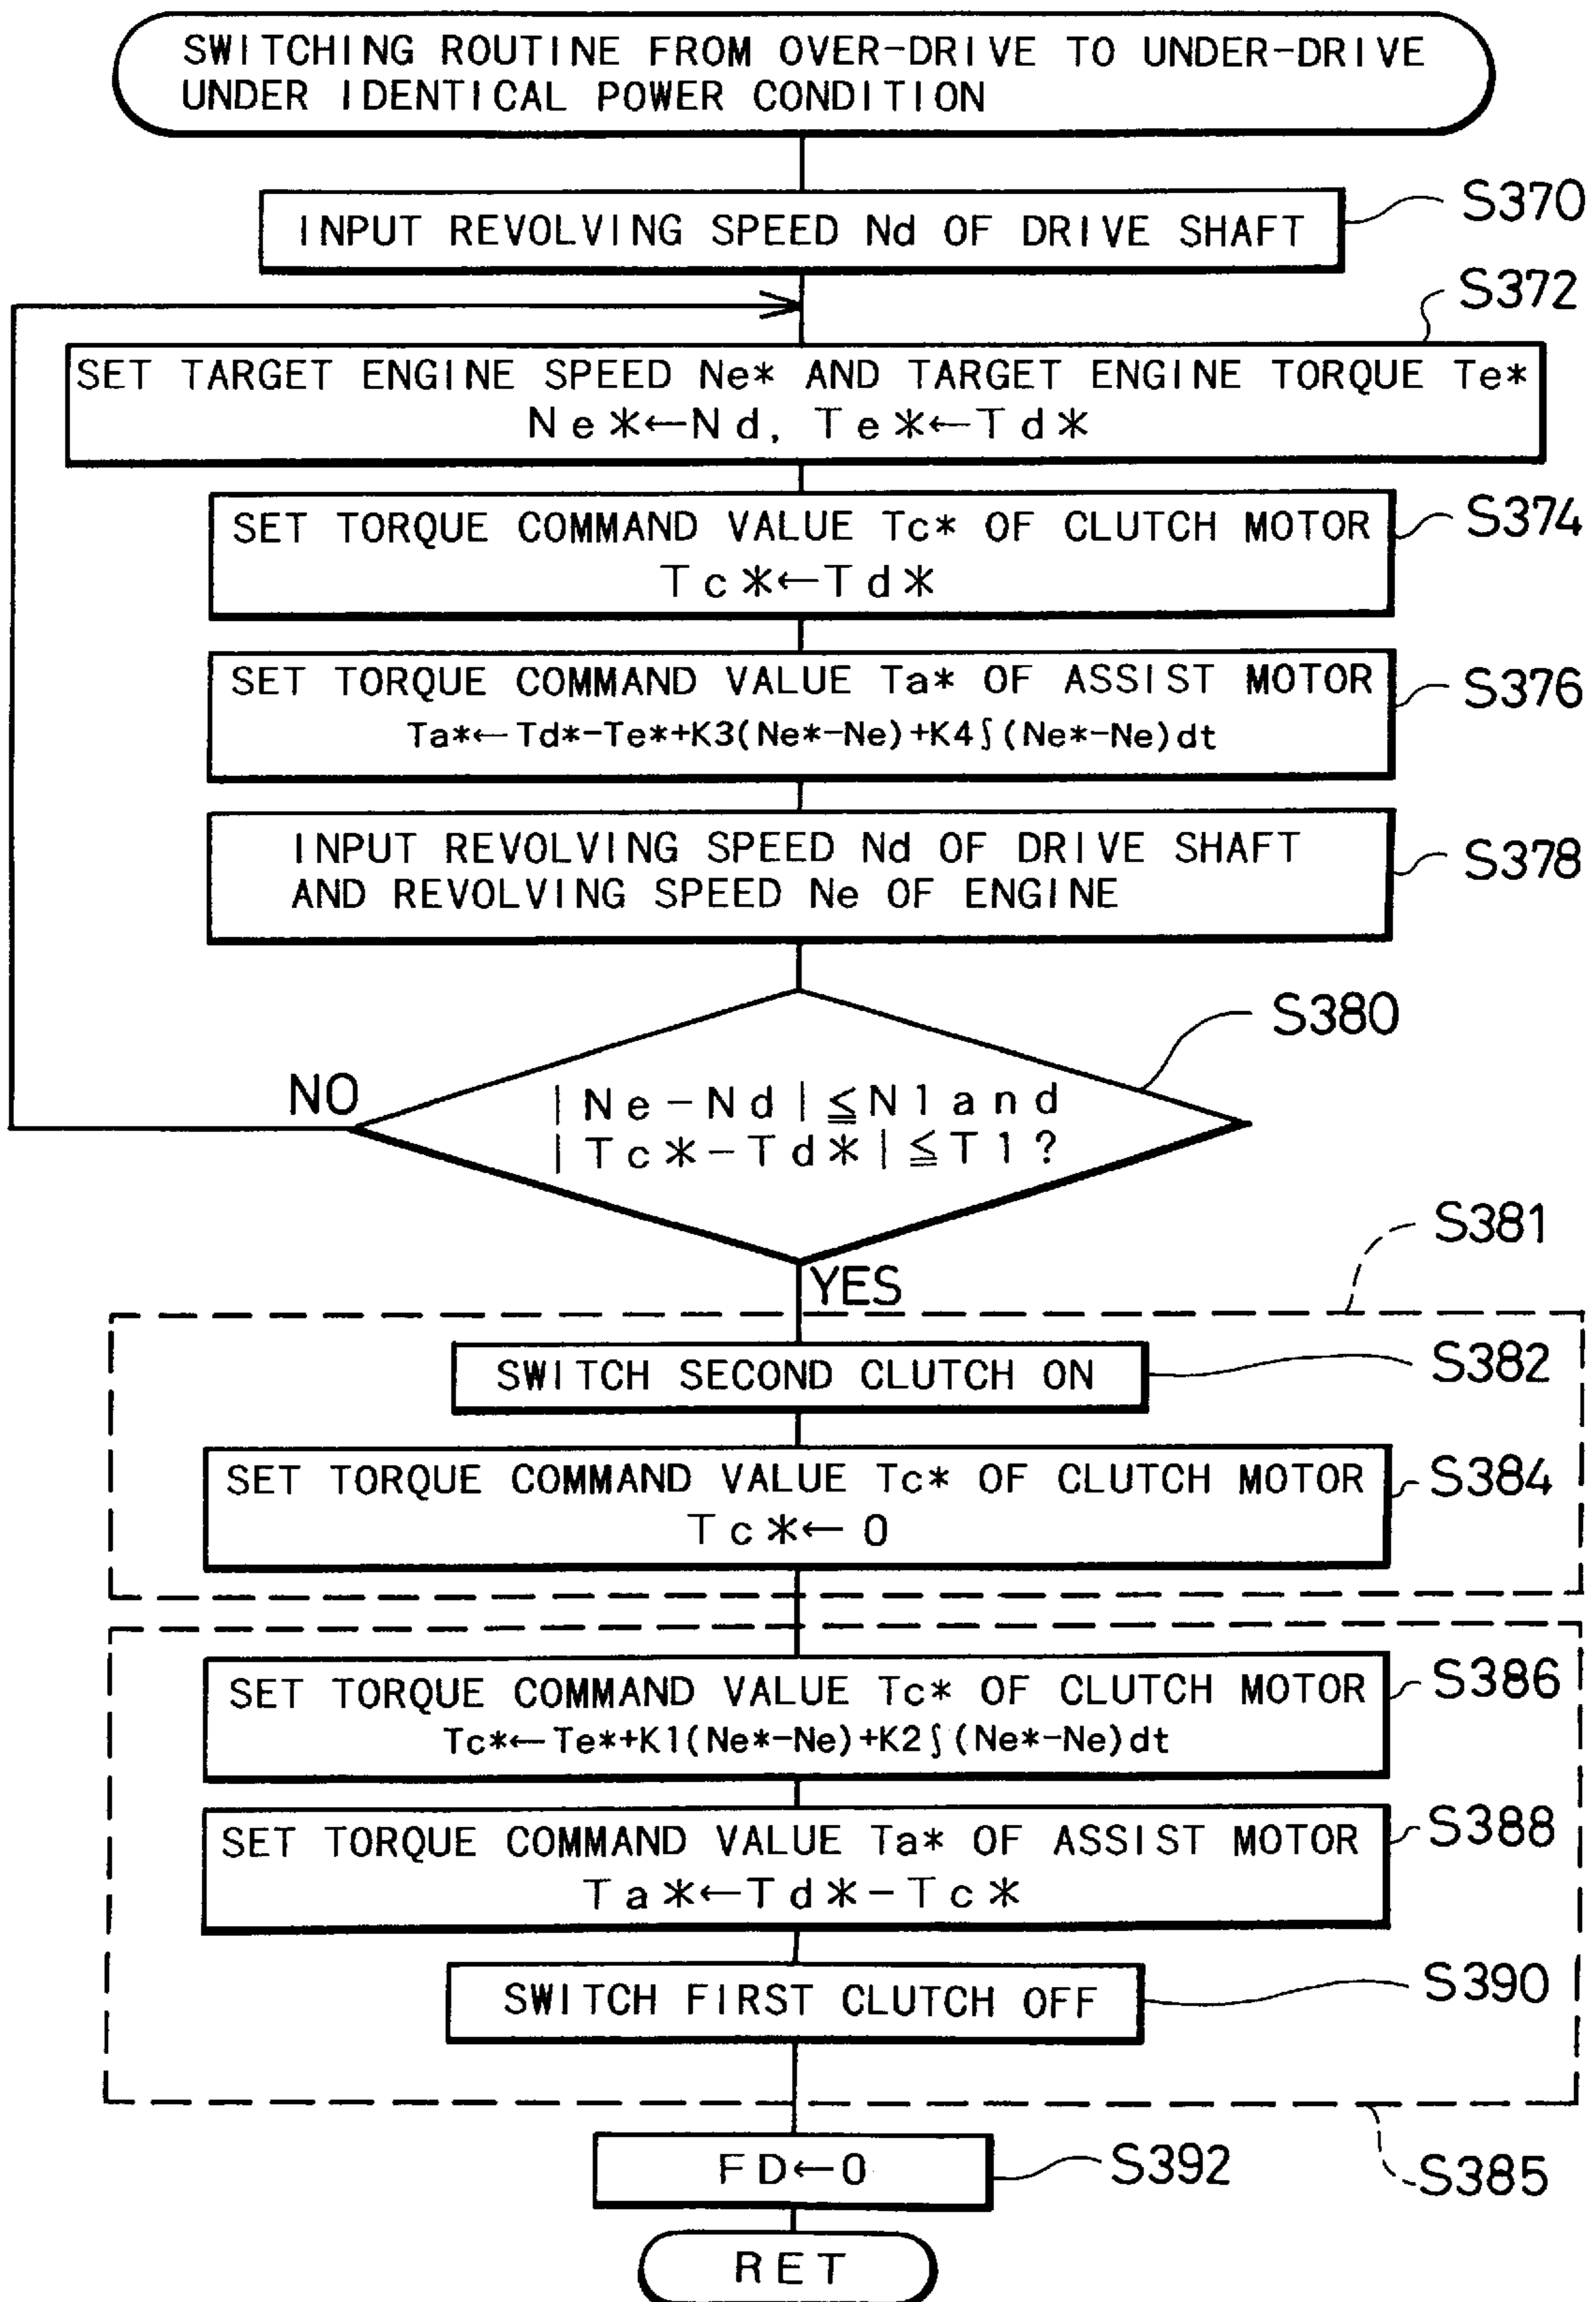 SWITCHING ROUTINE FROM OVER-DRIVE TO UNDER-DRIVE
UNDER IDENTICAL POWER CONDITION
INPUT REVOLVING SPEED Nd OF DRIVE SHAFT
S370
S372
SET TARGET ENGINE SPEED Ne* AND TARGET ENGINE TORQUE Te*
Ne*←Nd, Te*←Td*
SET TORQUE COMMAND VALUE Tc* OF CLUTCH MOTOR
Tc*←Td*
S374
SET TORQUE COMMAND VALUE Ta* OF ASSIST MOTOR
Ta*←Td*-Te*+K3(Ne*-Ne)+K4∫(Ne*-Ne)dt
S376
INPUT REVOLVING SPEED Nd OF DRIVE SHAFT
AND REVOLVING SPEED Ne OF ENGINE
S378
S380
NO
|Ne-Nd|≦N1and
|Tc*-Td*|≦T1?
YES
S381
SWITCH SECOND CLUTCH ON
S382
SET TORQUE COMMAND VALUE Tc* OF CLUTCH MOTOR
Tc*←0
S384
SET TORQUE COMMAND VALUE Tc* OF CLUTCH MOTOR
Tc*←Te*+K1(Ne*-Ne)+K2∫(Ne*-Ne)dt
S386
SET TORQUE COMMAND VALUE Ta* OF ASSIST MOTOR
Ta*←Td*-Tc*
S388
SWITCH FIRST CLUTCH OFF
S390
FD←0
S392
S385
RET